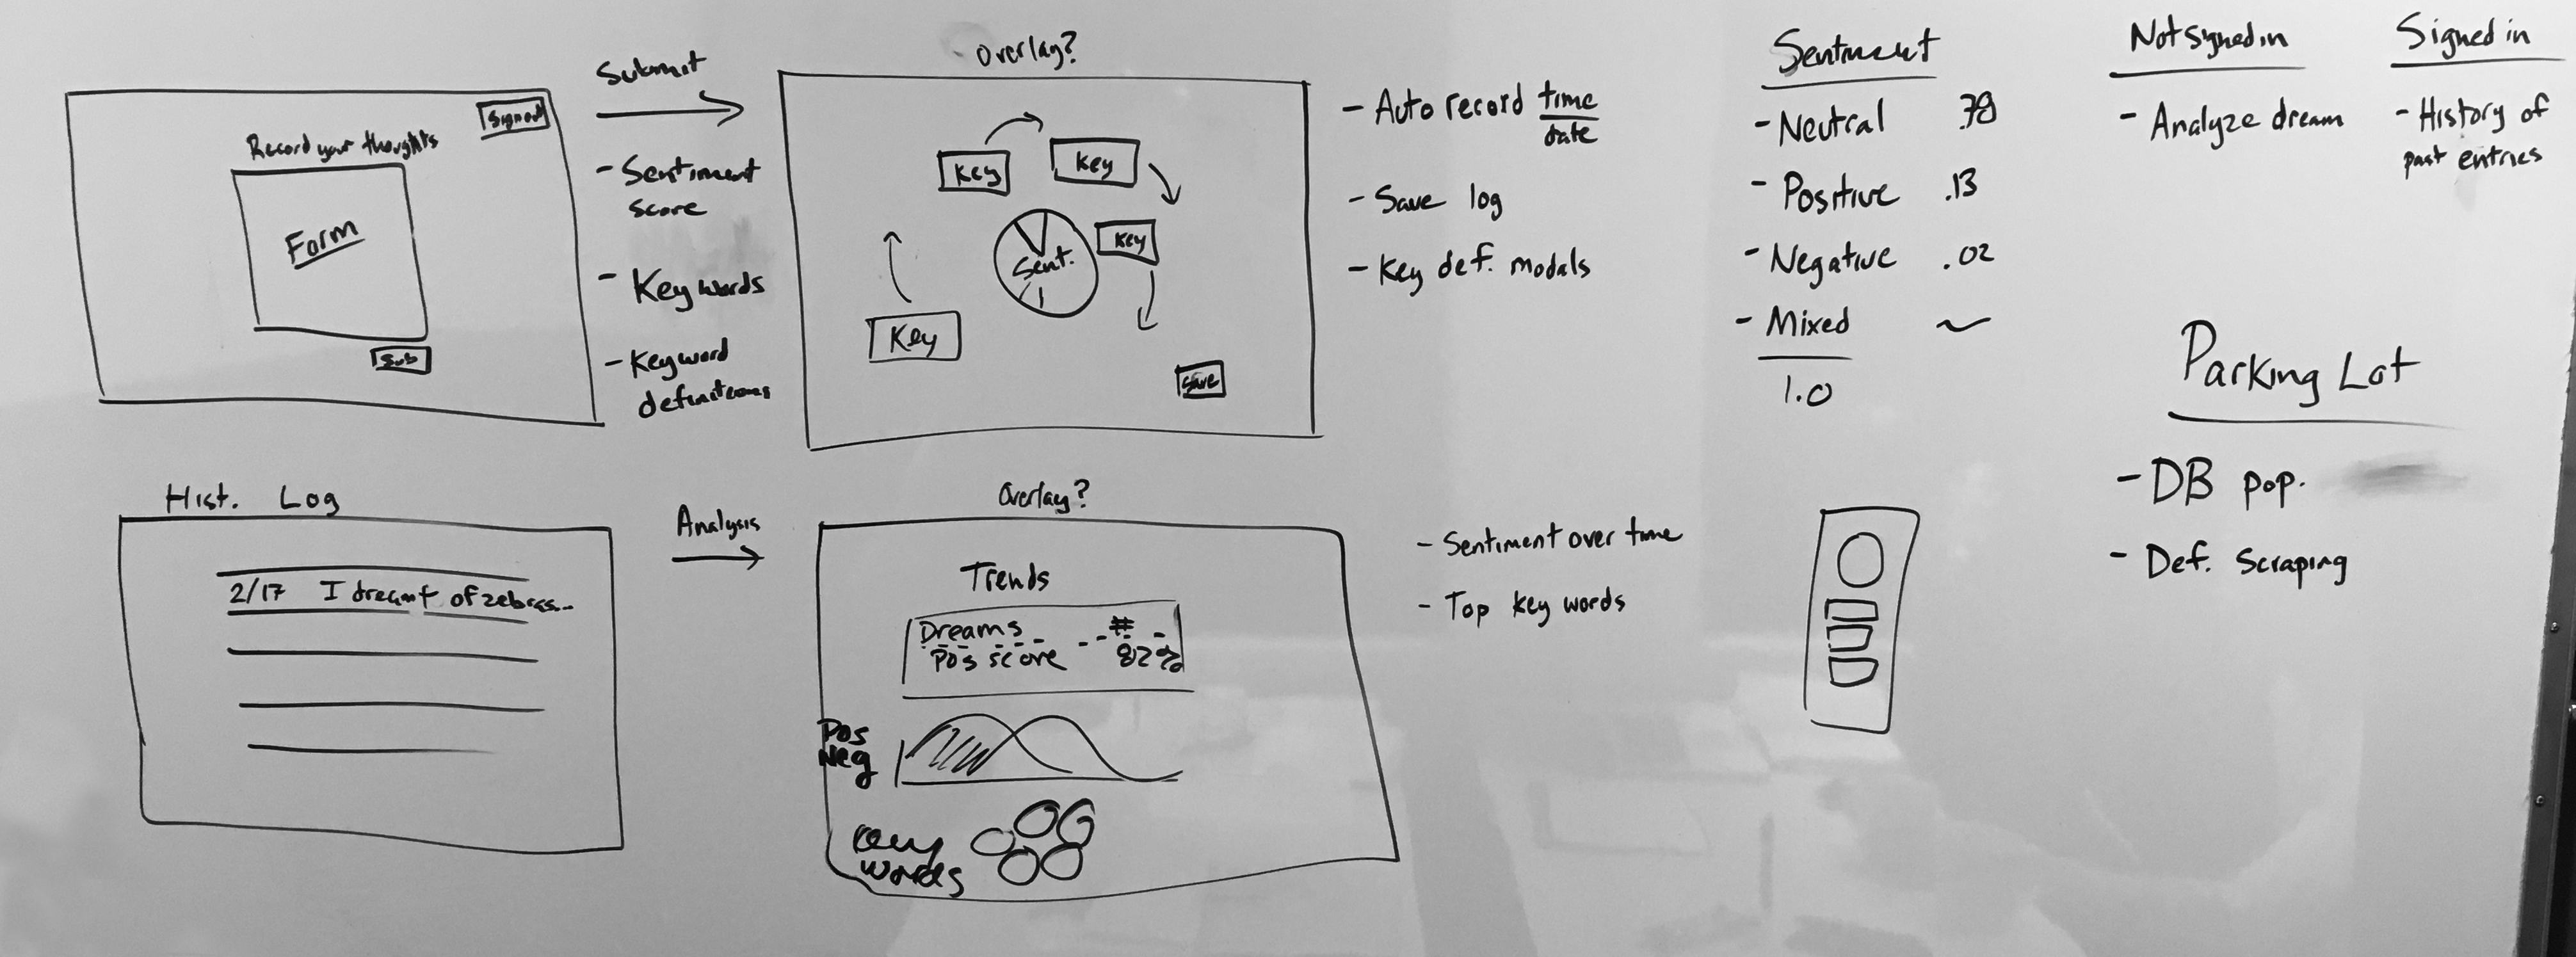 Signed
Record your thoughts
Form
Sub
Submit
- Sentiment
score
- Key words
- Keyword
definitions
Overlay?
Key
Key
Key
Key
Sent.
Save
- Auto record time
date
- Save log
- Key def. modals
Sentiment
- Neutral .78
- Positive .13
- Negative .02
- Mixed ~
1.0
Not Signed in
- Analyze dream
Signed in
- History of
past entries
Parking Lot
- DB pop.
- Def. Scraping
Hist. Log
2/17 I dreamt of zebras...
Analysis
Overlay?
Trends
Dreams #
Pos score 82%
Pos
Neg
Key
words
- Sentiment over time
- Top key words